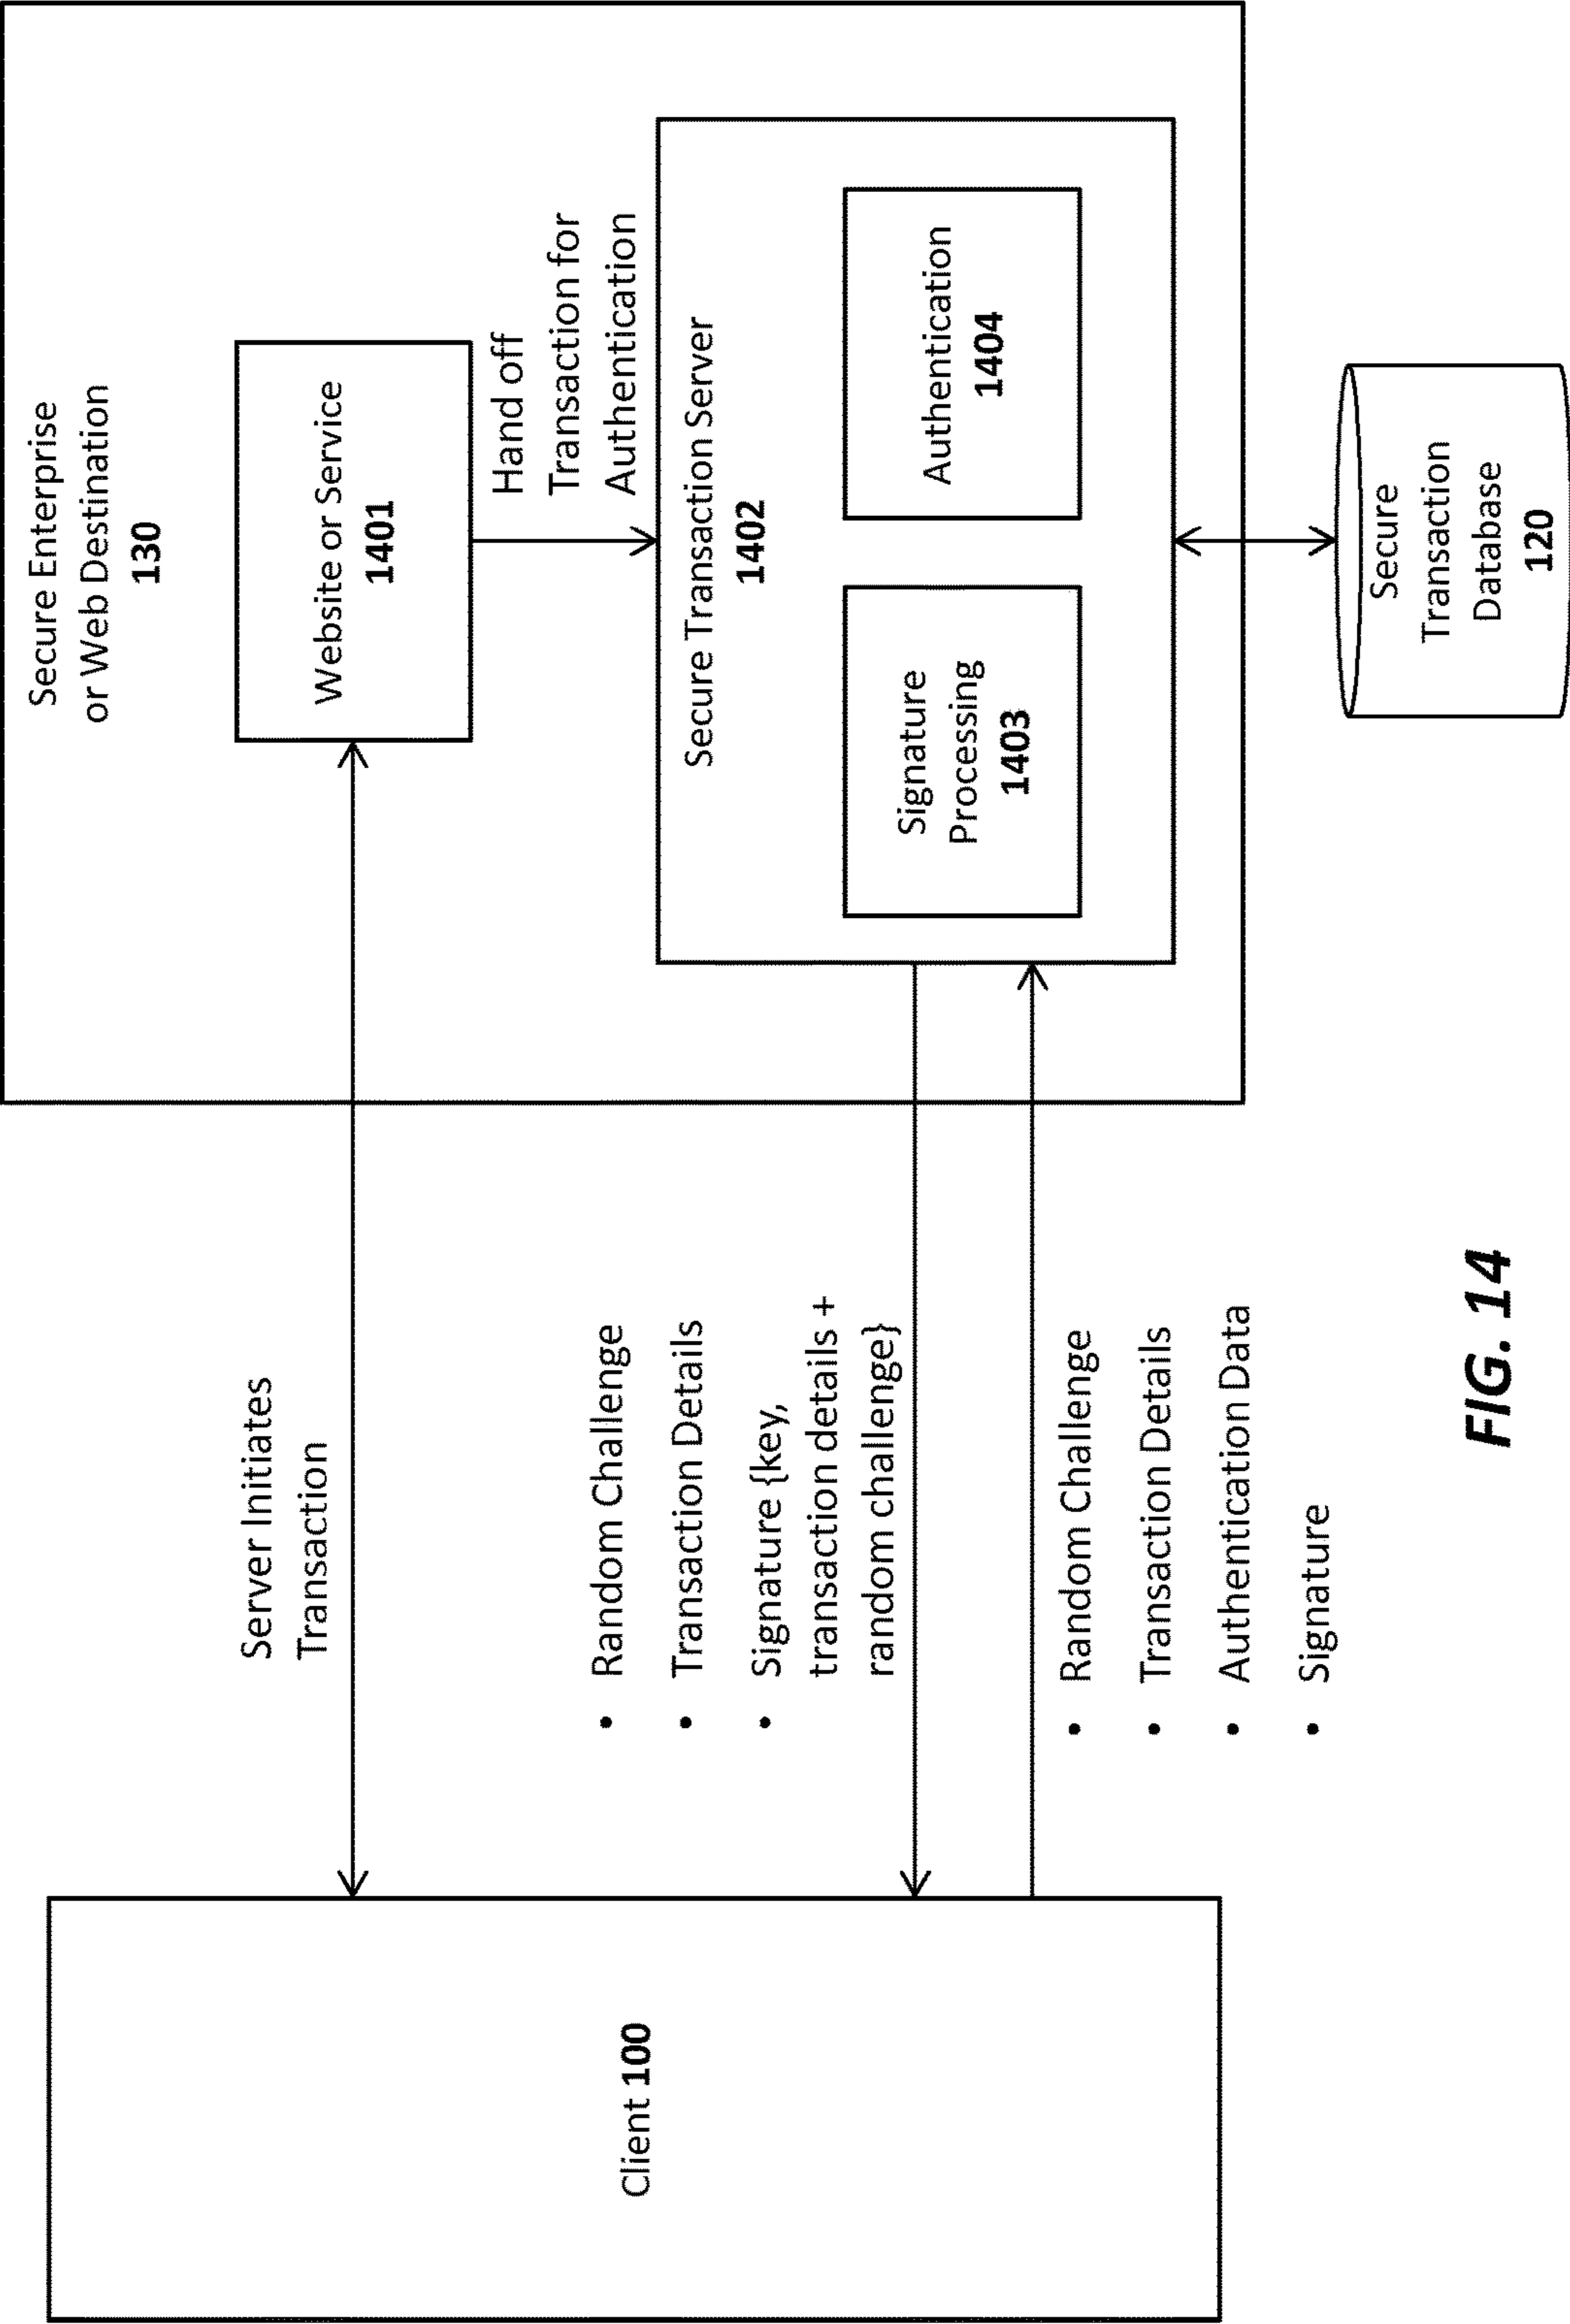 Secure Enterprise
or Web Destination
130
Server Initiates
Transaction
Website or Service
1401
Hand off
Transaction for
Authentication
• Random Challenge
• Transaction Details
• Signature {key,
transaction details +
random challenge}
Client 100
Secure Transaction Server
1402
Signature
Processing
1403
Authentication
1404
• Random Challenge
• Transaction Details
• Authentication Data
• Signature
Secure
Transaction
Database
120
FIG. 14